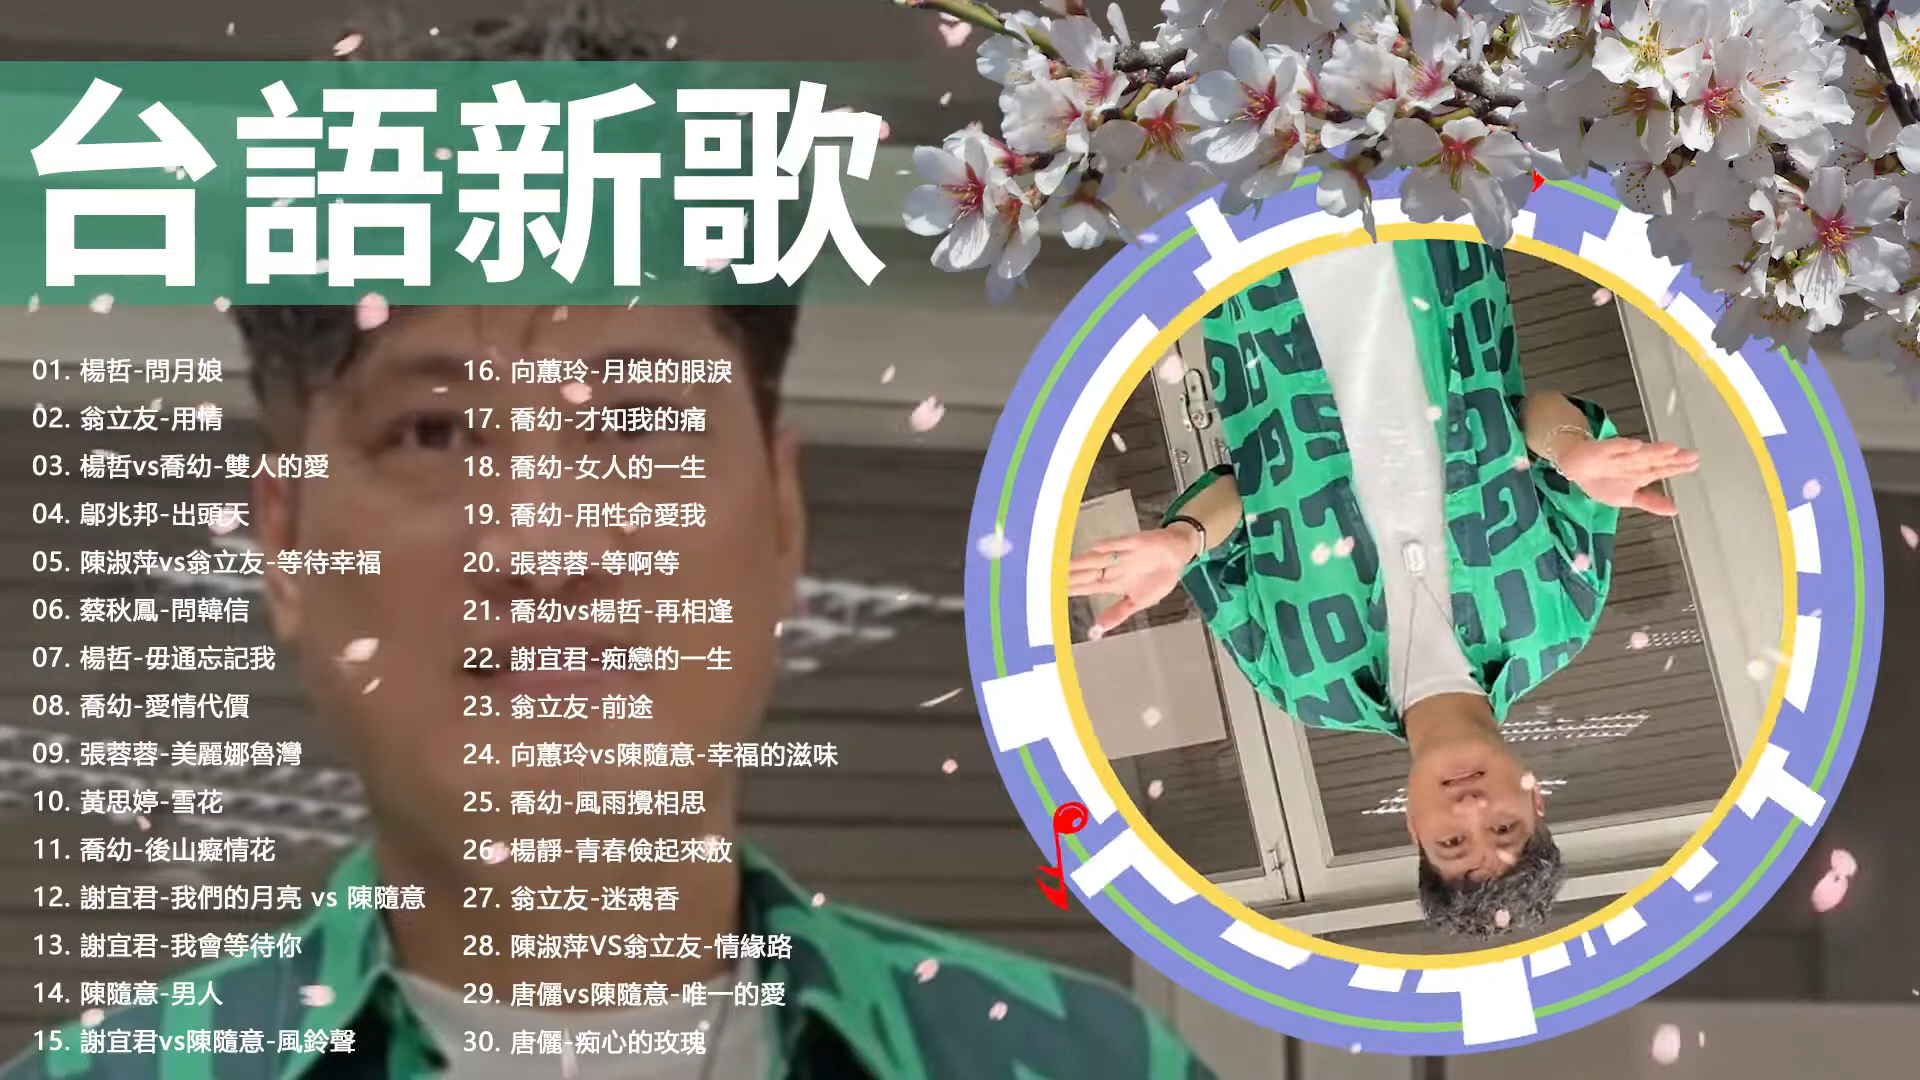 台語新歌
01. 楊哲-問月娘
02. 翁立友-用情
03. 楊哲vs喬幼-雙人的愛
04. 鄔兆邦-出頭天
05. 陳淑萍vs翁立友-等待幸福
06. 蔡秋鳳-問韓信
07. 楊哲-毋通忘記我
08. 喬幼-愛情代價
09. 張蓉蓉-美麗娜魯灣
10. 黃思婷-雪花
11. 喬幼-後山癡情花
12. 謝宜君-我們的月亮 vs 陳隨意
13. 謝宜君-我會等待你
14. 陳隨意-男人
15. 謝宜君vs陳隨意-風鈴聲
16. 向蕙玲-月娘的眼淚
17. 喬幼-才知我的痛
18. 喬幼-女人的一生
19. 喬幼-用性命愛我
20. 張蓉蓉-等啊等
21. 喬幼vs楊哲-再相逢
22. 謝宜君-痴戀的一生
23. 翁立友-前途
24. 向蕙玲vs陳隨意-幸福的滋味
25. 喬幼-風雨攪相思
26. 楊靜-青春儉起來放
27. 翁立友-迷魂香
28. 陳淑萍VS翁立友-情緣路
29. 唐儷vs陳隨意-唯一的愛
30. 唐儷-痴心的玫瑰